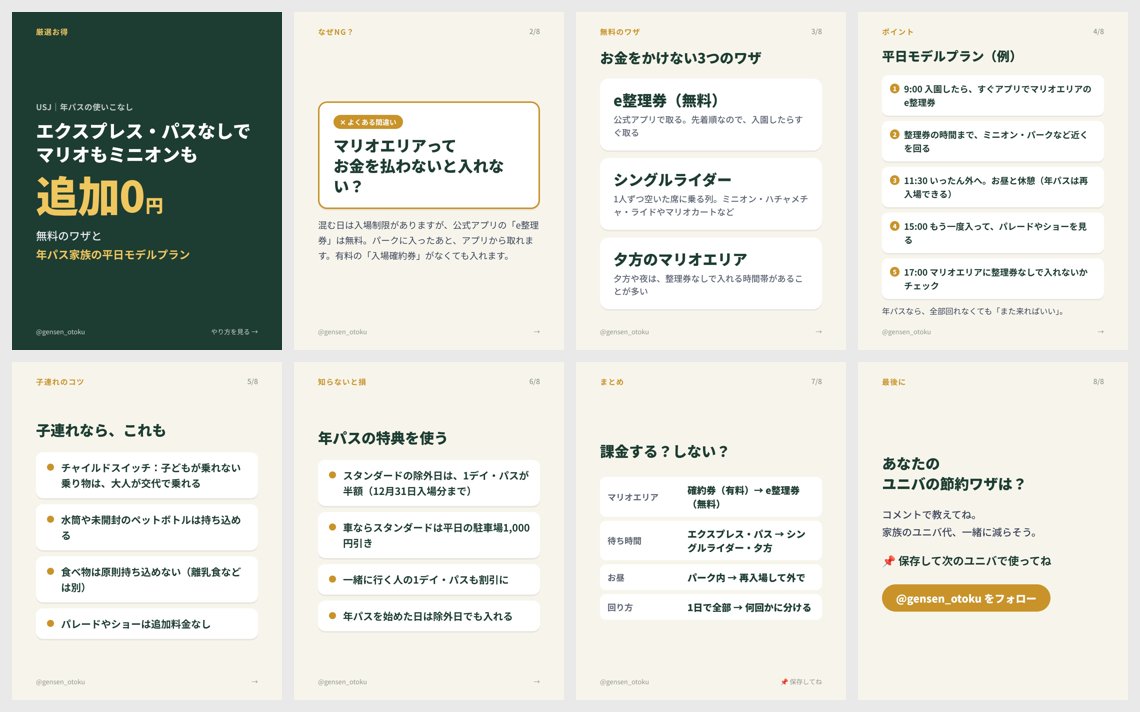 厳選お得
USJ｜年パスの使いこなし
エクスプレス・パスなしで
マリオもミニオンも
追加0円
無料のワザと
年パス家族の平日モデルプラン
@gensen_otoku
やり方を見る →
なぜNG？
2/8
× よくある間違い
マリオエリアって
お金を払わないと入れな
い？
混む日は入場制限がありますが、公式アプリの「e整理
券」は無料。パークに入ったあと、アプリから取れま
す。有料の「入場確約券」がなくても入れます。
@gensen_otoku
→
無料のワザ
3/8
お金をかけない3つのワザ
e整理券（無料）
公式アプリで取る。先着順なので、入園したらす
ぐ取る
シングルライダー
1人ずつ空いた席に乗る列。ミニオン・ハチャメチ
ャ・ライドやマリオカートなど
夕方のマリオエリア
夕方や夜は、整理券なしで入れる時間帯があるこ
とが多い
@gensen_otoku
→
ポイント
4/8
平日モデルプラン（例）
1 9:00 入園したら、すぐアプリでマリオエリアの
e整理券
2 整理券の時間まで、ミニオン・パークなど近く
を回る
3 11:30 いったん外へ。お昼と休憩（年パスは再
入場できる）
4 15:00 もう一度入って、パレードやショーを見
る
5 17:00 マリオエリアに整理券なしで入れないか
チェック
年パスなら、全部回れなくても「また来ればいい」。
@gensen_otoku
→
子連れのコツ
5/8
子連れなら、これも
チャイルドスイッチ：子どもが乗れない
乗り物は、大人が交代で乗れる
水筒や未開封のペットボトルは持ち込め
る
食べ物は原則持ち込めない（離乳食など
は別）
パレードやショーは追加料金なし
@gensen_otoku
→
知らないと損
6/8
年パスの特典を使う
スタンダードの除外日は、1デイ・パスが
半額（12月31日入場分まで）
車ならスタンダードは平日の駐車場1,000
円引き
一緒に行く人の1デイ・パスも割引に
年パスを始めた日は除外日でも入れる
@gensen_otoku
→
まとめ
7/8
課金する？しない？
マリオエリア
確約券（有料）→ e整理券
（無料）
待ち時間
エクスプレス・パス → シン
グルライダー・夕方
お昼
パーク内 → 再入場して外で
回り方
1日で全部 → 何回かに分ける
@gensen_otoku
📌 保存してね
最後に
8/8
あなたの
ユニバの節約ワザは？
コメントで教えてね。
家族のユニバ代、一緒に減らそう。
📌 保存して次のユニバで使ってね
@gensen_otoku をフォロー